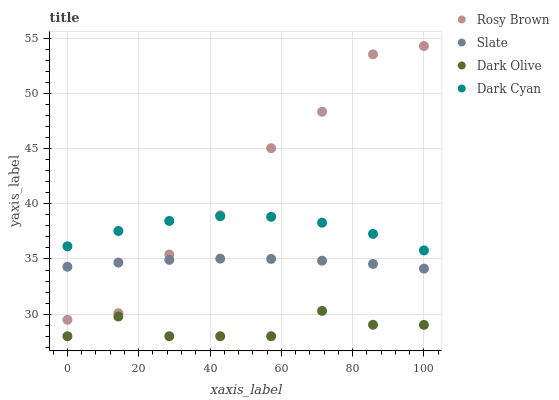 title
Rosy Brown
Slate
Dark Olive
Dark Cyan
yaxis_label
55
50
45
40
35
30
0 20 40 60 80 100
xaxis_label